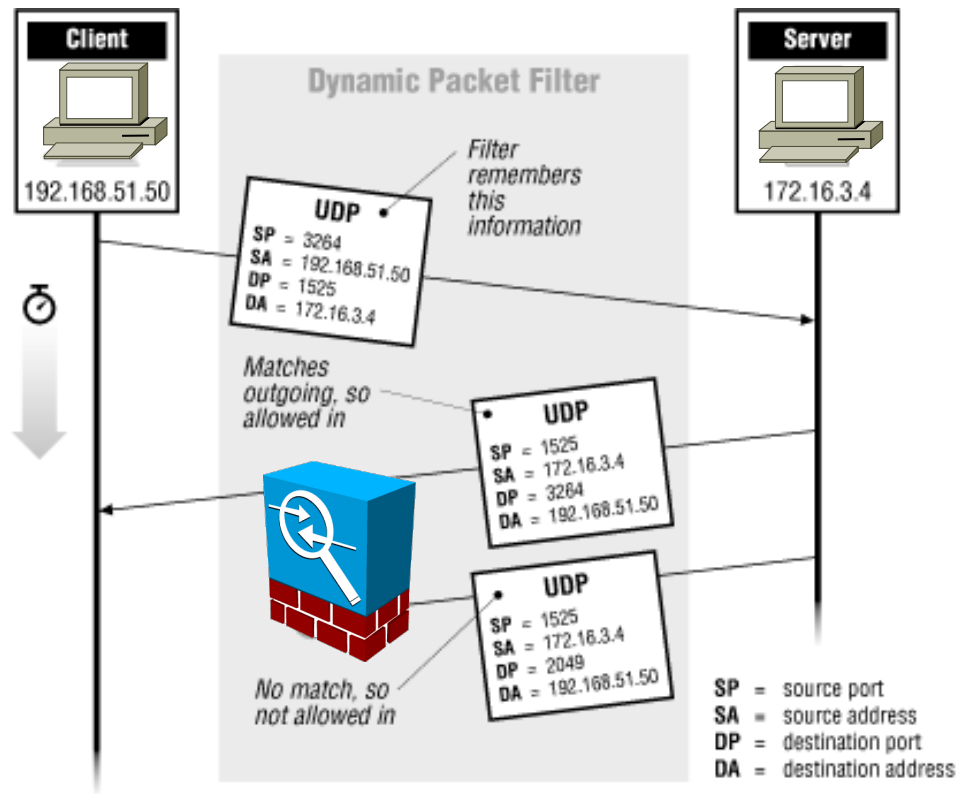 Client
192.168.51.50
Server
172.16.3.4
Dynamic Packet Filter
Filter
remembers
this
information
UDP
SP = 3264
SA = 192.168.51.50
DP = 1525
DA = 172.16.3.4
Matches
outgoing, so
allowed in
UDP
SP = 1525
SA = 172.16.3.4
DP = 3264
DA = 192.168.51.50
UDP
SP = 1525
SA = 172.16.3.4
DP = 2049
DA = 192.168.51.50
No match, so
not allowed in
SP = source port
SA = source address
DP = destination port
DA = destination address